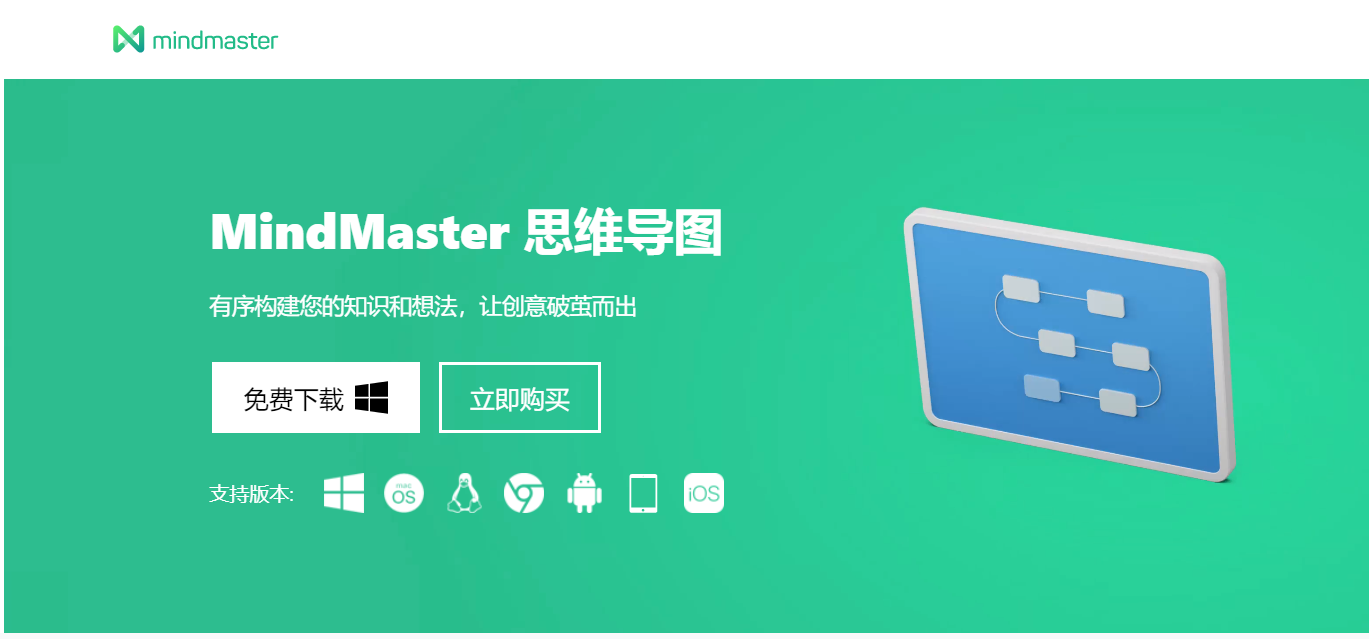 mindmaster
MindMaster 思维导图
有序构建您的知识和想法，让创意破茧而出
免费下载
立即购买
支持版本:
mac
OS
iOS